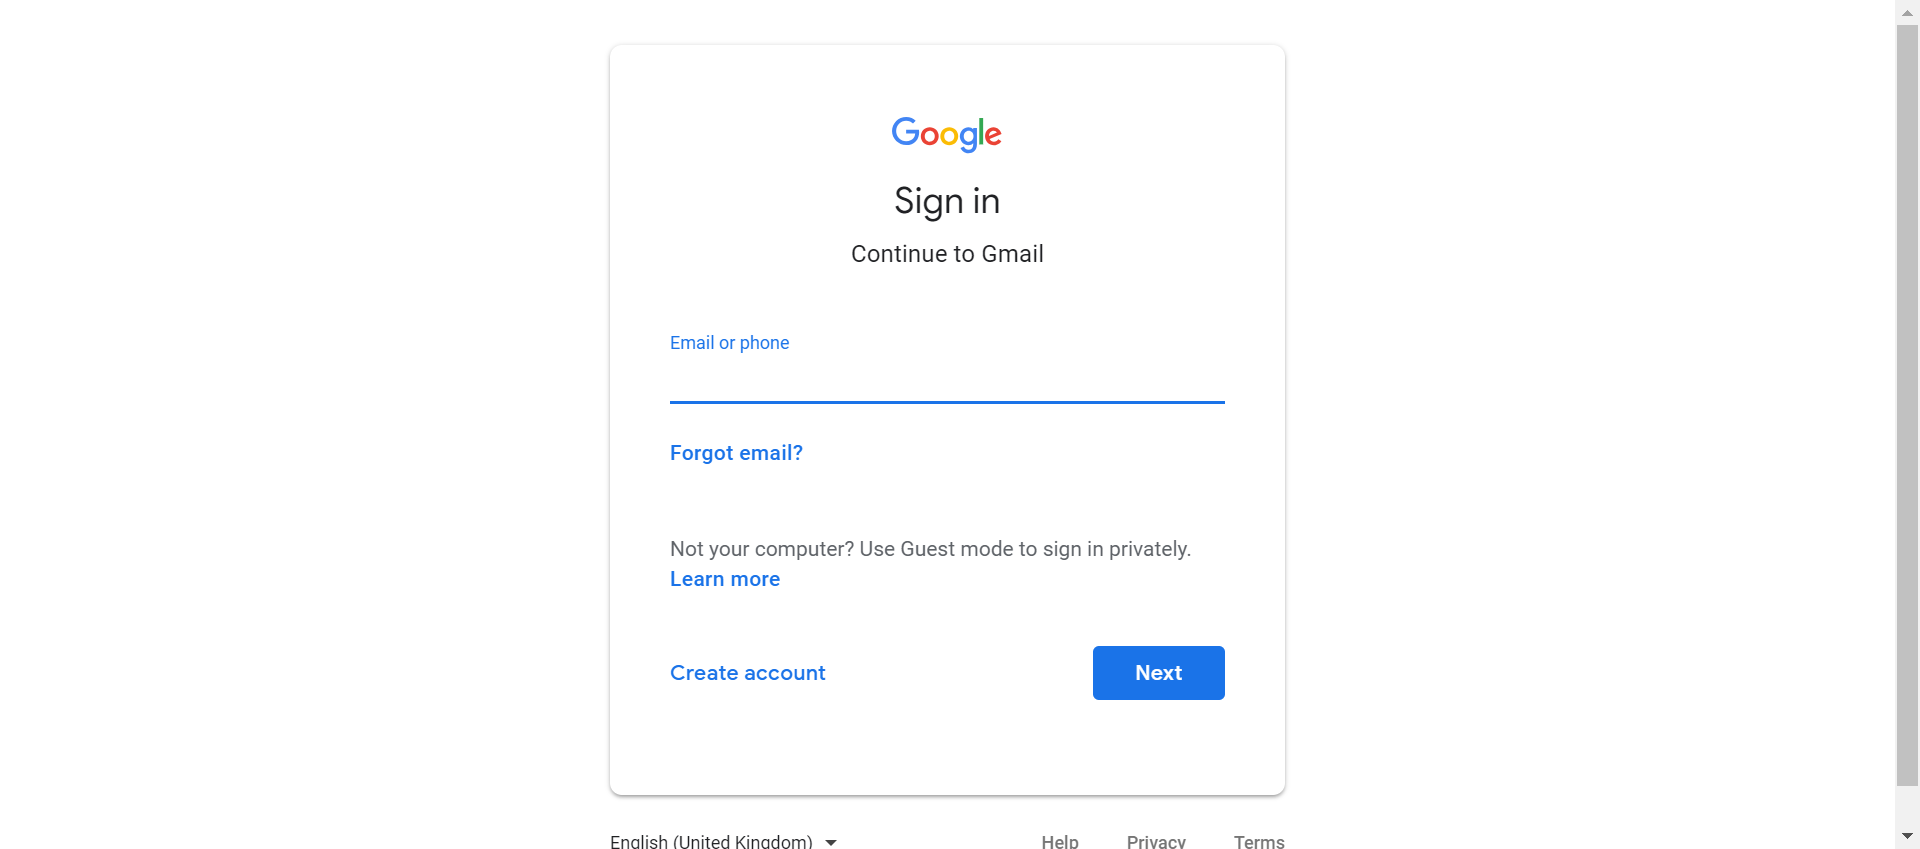 Google
Sign in
Continue to Gmail
Email or phone
Forgot email?
Not your computer? Use Guest mode to sign in privately.
Learn more
Create account
Next
English (United Kingdom)
Help
Privacy
Terms